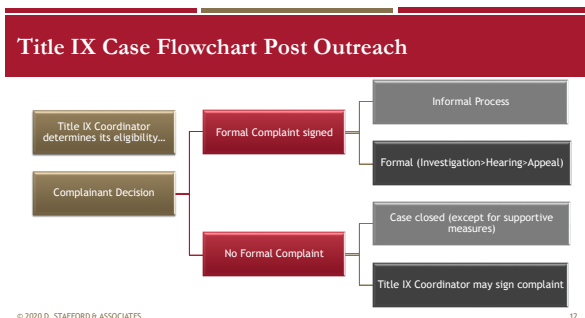 Title IX Case Flowchart Post Outreach
Title IX Coordinator
determines its eligibility…
Complainant Decision
Formal Complaint signed
No Formal Complaint
Informal Process
Formal (Investigation>Hearing>Appeal)
Case closed (except for supportive
measures)
Title IX Coordinator may sign complaint
© 2020 D. STAFFORD & ASSOCIATES